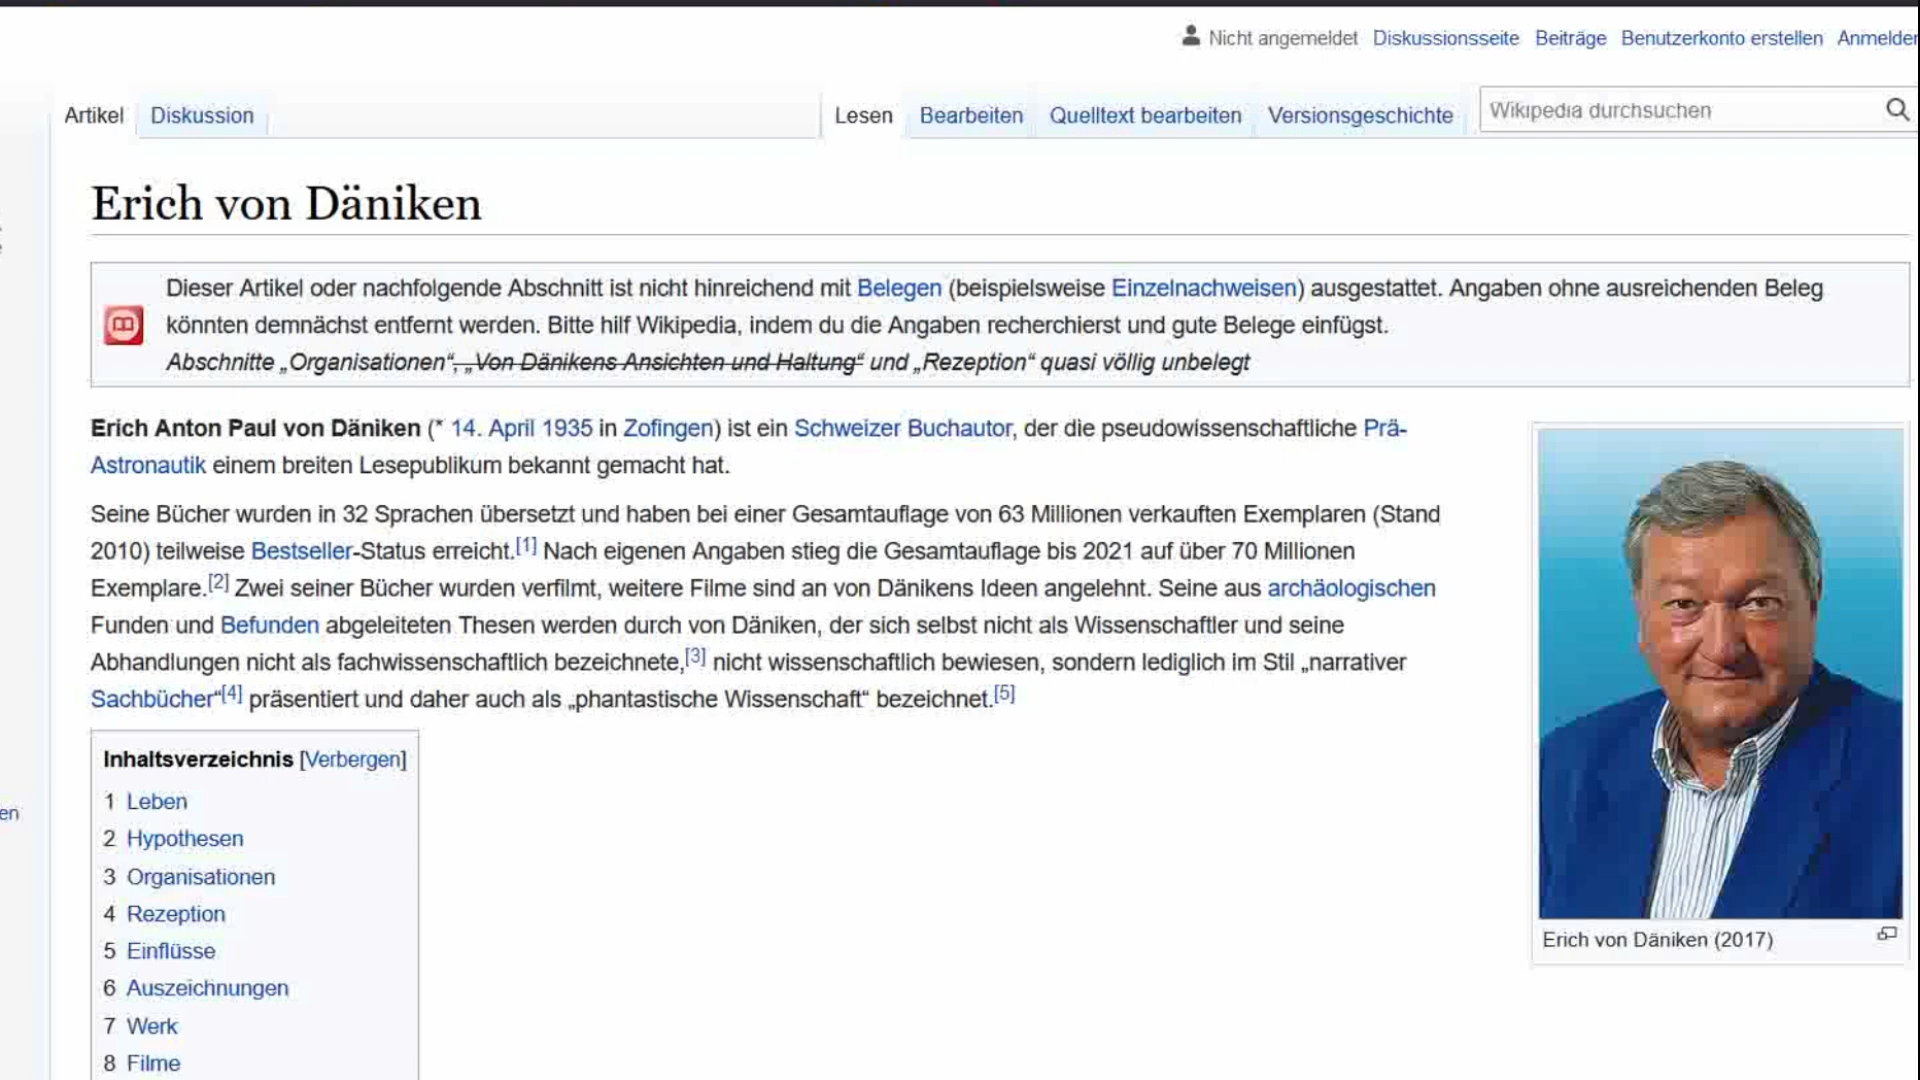 Nicht angemeldet Diskussionsseite Beiträge Benutzerkonto erstellen Anmelden
Artikel Diskussion Lesen Bearbeiten Quelltext bearbeiten Versionsgeschichte Wikipedia durchsuchen
Erich von Däniken
Dieser Artikel oder nachfolgende Abschnitt ist nicht hinreichend mit Belegen (beispielsweise Einzelnachweisen) ausgestattet. Angaben ohne ausreichenden Beleg
könnten demnächst entfernt werden. Bitte hilf Wikipedia, indem du die Angaben recherchierst und gute Belege einfügst.
Abschnitte „Organisationen“, „Von Dänikens Ansichten und Haltung“ und „Rezeption“ quasi völlig unbelegt
Erich Anton Paul von Däniken (* 14. April 1935 in Zofingen) ist ein Schweizer Buchautor, der die pseudowissenschaftliche Prä-
Astronautik einem breiten Lesepublikum bekannt gemacht hat.
Seine Bücher wurden in 32 Sprachen übersetzt und haben bei einer Gesamtauflage von 63 Millionen verkauften Exemplaren (Stand
2010) teilweise Bestseller-Status erreicht.[1] Nach eigenen Angaben stieg die Gesamtauflage bis 2021 auf über 70 Millionen
Exemplare.[2] Zwei seiner Bücher wurden verfilmt, weitere Filme sind an von Dänikens Ideen angelehnt. Seine aus archäologischen
Funden und Befunden abgeleiteten Thesen werden durch von Däniken, der sich selbst nicht als Wissenschaftler und seine
Abhandlungen nicht als fachwissenschaftlich bezeichnete,[3] nicht wissenschaftlich bewiesen, sondern lediglich im Stil „narrativer
Sachbücher“[4] präsentiert und daher auch als „phantastische Wissenschaft“ bezeichnet.[5]
Inhaltsverzeichnis [Verbergen]
1 Leben
2 Hypothesen
3 Organisationen
4 Rezeption
5 Einflüsse
6 Auszeichnungen
7 Werk
8 Filme
Erich von Däniken (2017)
en